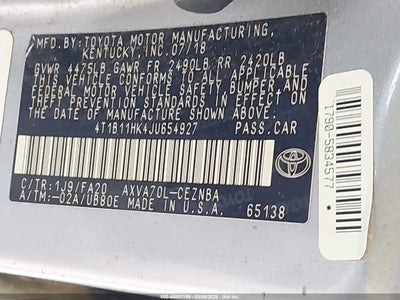 MFD.BY:TOYOTA MOTOR MANUFACTURING,
KENTUCKY, INC. 07/18
GVWR 4475LB GAWR FR 2490LB RR 2420LB
THIS VEHICLE CONFORMS TO ALL APPLICABLE
FEDERAL MOTOR VEHICLE SAFETY, BUMPER, AND
THEFT PREVENTION STANDARDS IN EFFECT ON THE
DATE OF MANUFACTURE SHOWN ABOVE.
4T1B11HK4JU654927 PASS.CAR
C/TR:1J9/FA20 AXVA70L-CEZNBA
A/TM:-02A/UB80E MADE IN U.S.A.
65138
TOYOTA
1790-5834577